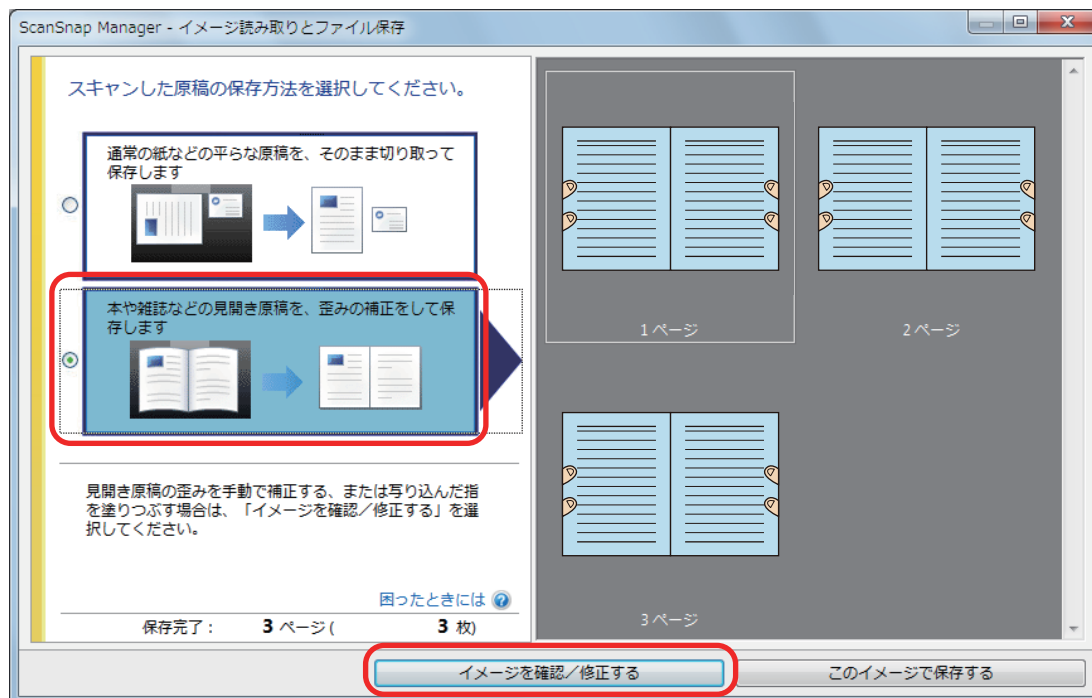 ScanSnap Manager - イメージ読み取りとファイル保存
スキャンした原稿の保存方法を選択してください。
通常の紙などの平らな原稿を、そのまま切り取って
保存します
本や雑誌などの見開き原稿を、歪みの補正をして保
存します
見開き原稿の歪みを手動で補正する、または写り込んだ指
を塗りつぶす場合は、「イメージを確認／修正する」を選
択してください。
困ったときには
保存完了： 3 ページ( 3 枚)
1 ページ
2 ページ
3 ページ
イメージを確認／修正する
このイメージで保存する